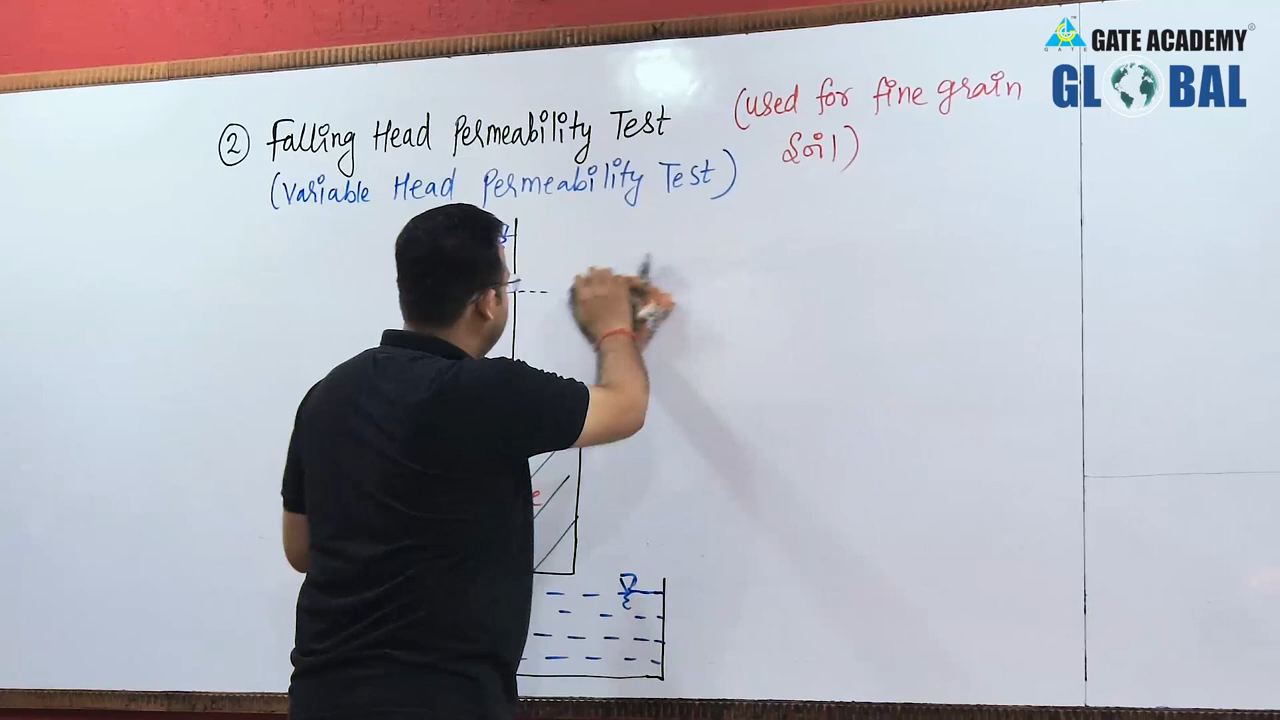 GATE ACADEMY
GLOBAL
② Falling Head Permeability Test
(used for fine grain
soil)
(Variable Head Permeability Test)